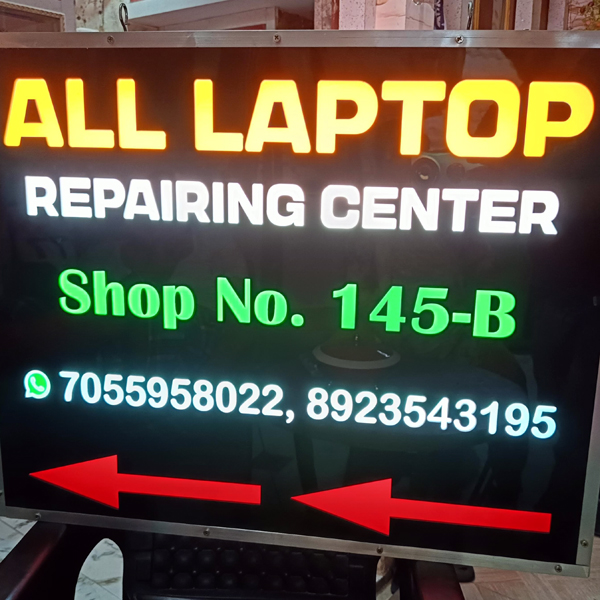 ALL LAPTOP
REPAIRING CENTER
Shop No. 145-B
7055958022, 8923543195